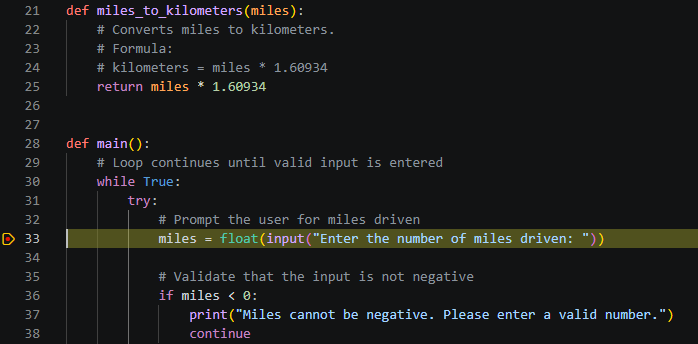 21 def miles_to_kilometers(miles):
22     # Converts miles to kilometers.
23     # Formula:
24     # kilometers = miles * 1.60934
25     return miles * 1.60934
26
27
28 def main():
29     # Loop continues until valid input is entered
30     while True:
31         try:
32             # Prompt the user for miles driven
33             miles = float(input("Enter the number of miles driven: "))
34
35             # Validate that the input is not negative
36             if miles < 0:
37                 print("Miles cannot be negative. Please enter a valid number.")
38                 continue